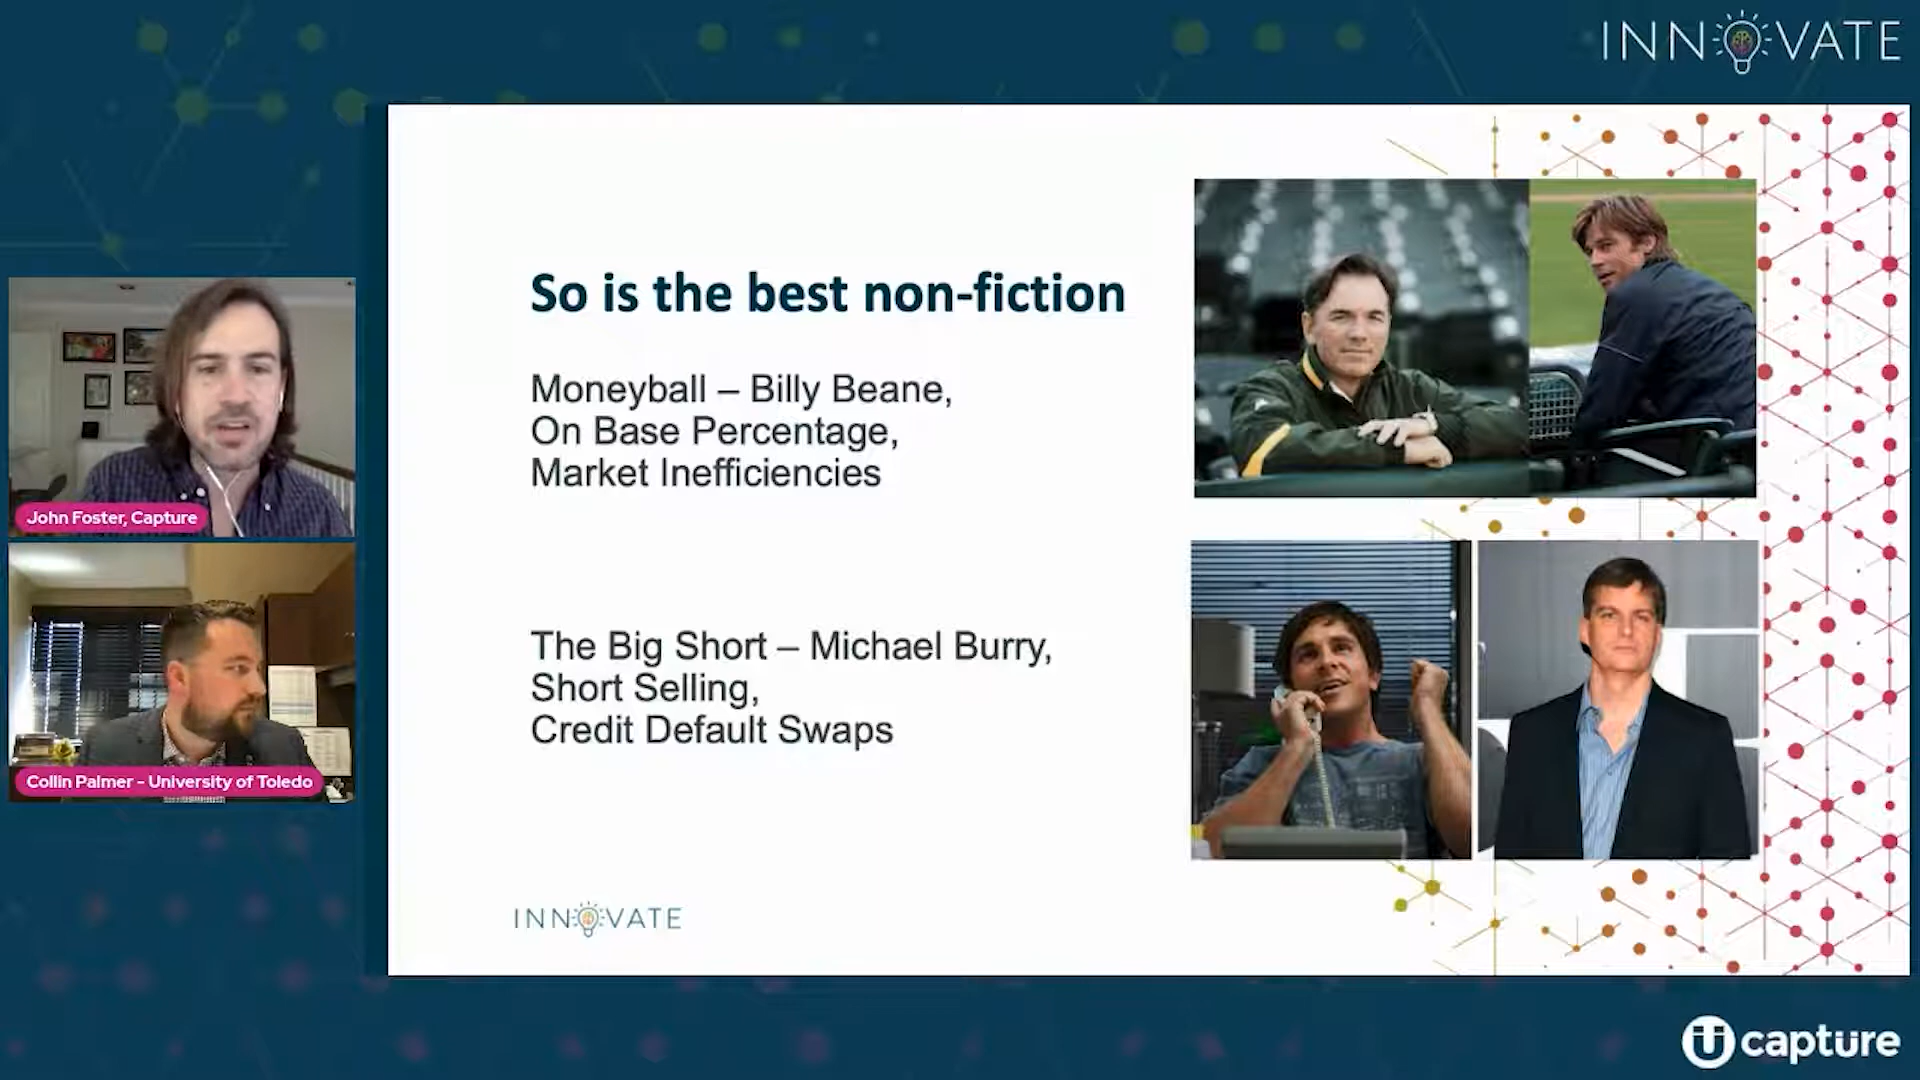 INNOVATE
So is the best non-fiction
Moneyball – Billy Beane,
On Base Percentage,
Market Inefficiencies
John Foster, Capture
The Big Short – Michael Burry,
Short Selling,
Credit Default Swaps
Collin Palmer - University of Toledo
INNOVATE
capture